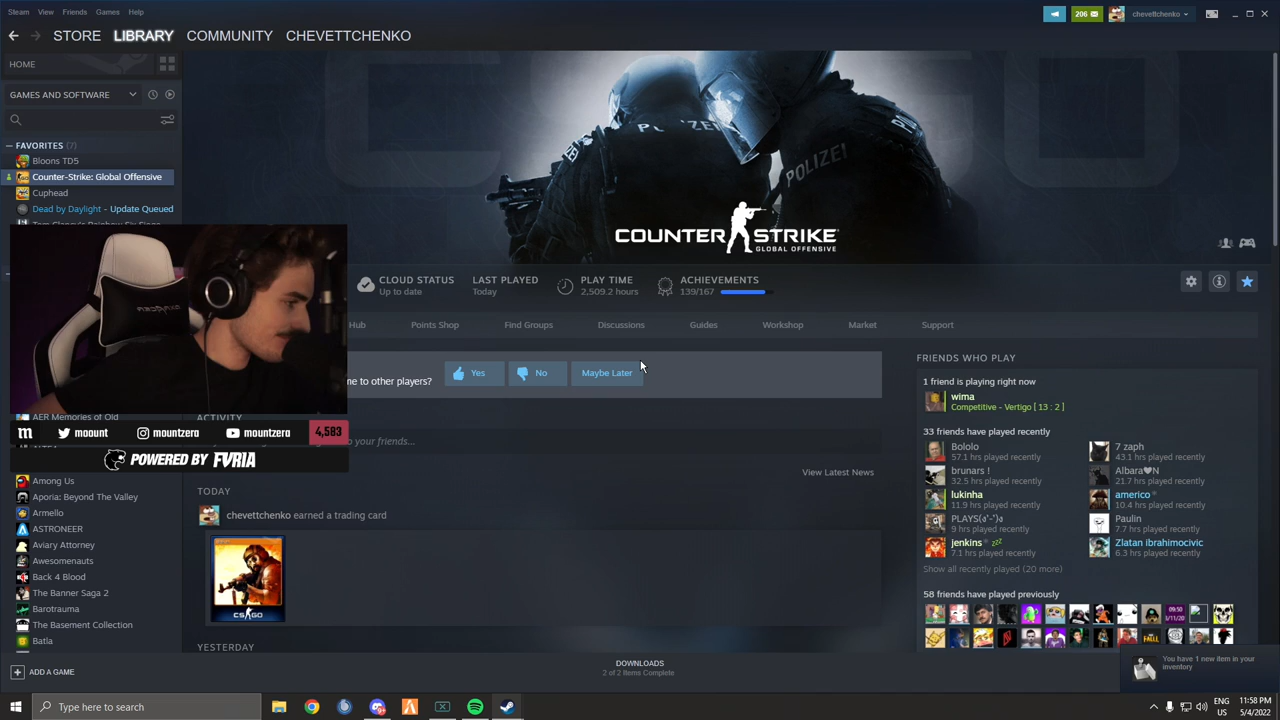 Steam View Friends Games Help
206
chevettchenko
STORE LIBRARY COMMUNITY CHEVETTCHENKO
HOME
GAMES AND SOFTWARE
FAVORITES (7)
Bloons TD5
Counter-Strike: Global Offensive
Cuphead
Dead by Daylight - Update Queued
POLIZEI
COUNTER STRIKE
GLOBAL OFFENSIVE
CLOUD STATUS
Up to date
LAST PLAYED
Today
PLAY TIME
2,509.2 hours
ACHIEVEMENTS
139/167
Hub Points Shop Find Groups Discussions Guides Workshop Market Support
me to other players?
Yes
No
Maybe Later
ACTIVITY
to your friends...
View Latest News
TODAY
chevettchenko earned a trading card
CS GO
YESTERDAY
FRIENDS WHO PLAY
1 friend is playing right now
wima
Competitive - Vertigo [ 13 : 2 ]
33 friends have played recently
Bololo
57.1 hrs played recently
7 zaph
43.1 hrs played recently
brunars !
32.5 hrs played recently
Albara♥N
21.7 hrs played recently
lukinha
11.9 hrs played recently
americo
10.4 hrs played recently
9 hrs played recently
Paulin
7.7 hrs played recently
jenkins zzZ
7.1 hrs played recently
Zlatan ibrahimocivic
6.3 hrs played recently
Show all recently played (20 more)
58 friends have played previously
moount mountzera mountzera 4,583
POWERED BY FVRIA
AER Memories of Old
Among Us
Aporia: Beyond The Valley
Armello
ASTRONEER
Aviary Attorney
Awesomenauts
Back 4 Blood
The Banner Saga 2
Barotrauma
The Basement Collection
Batla
ADD A GAME
DOWNLOADS
2 of 2 Items Complete
You have 1 new item in your
inventory
Type here to search
ENG
US
11:58 PM
5/4/2022